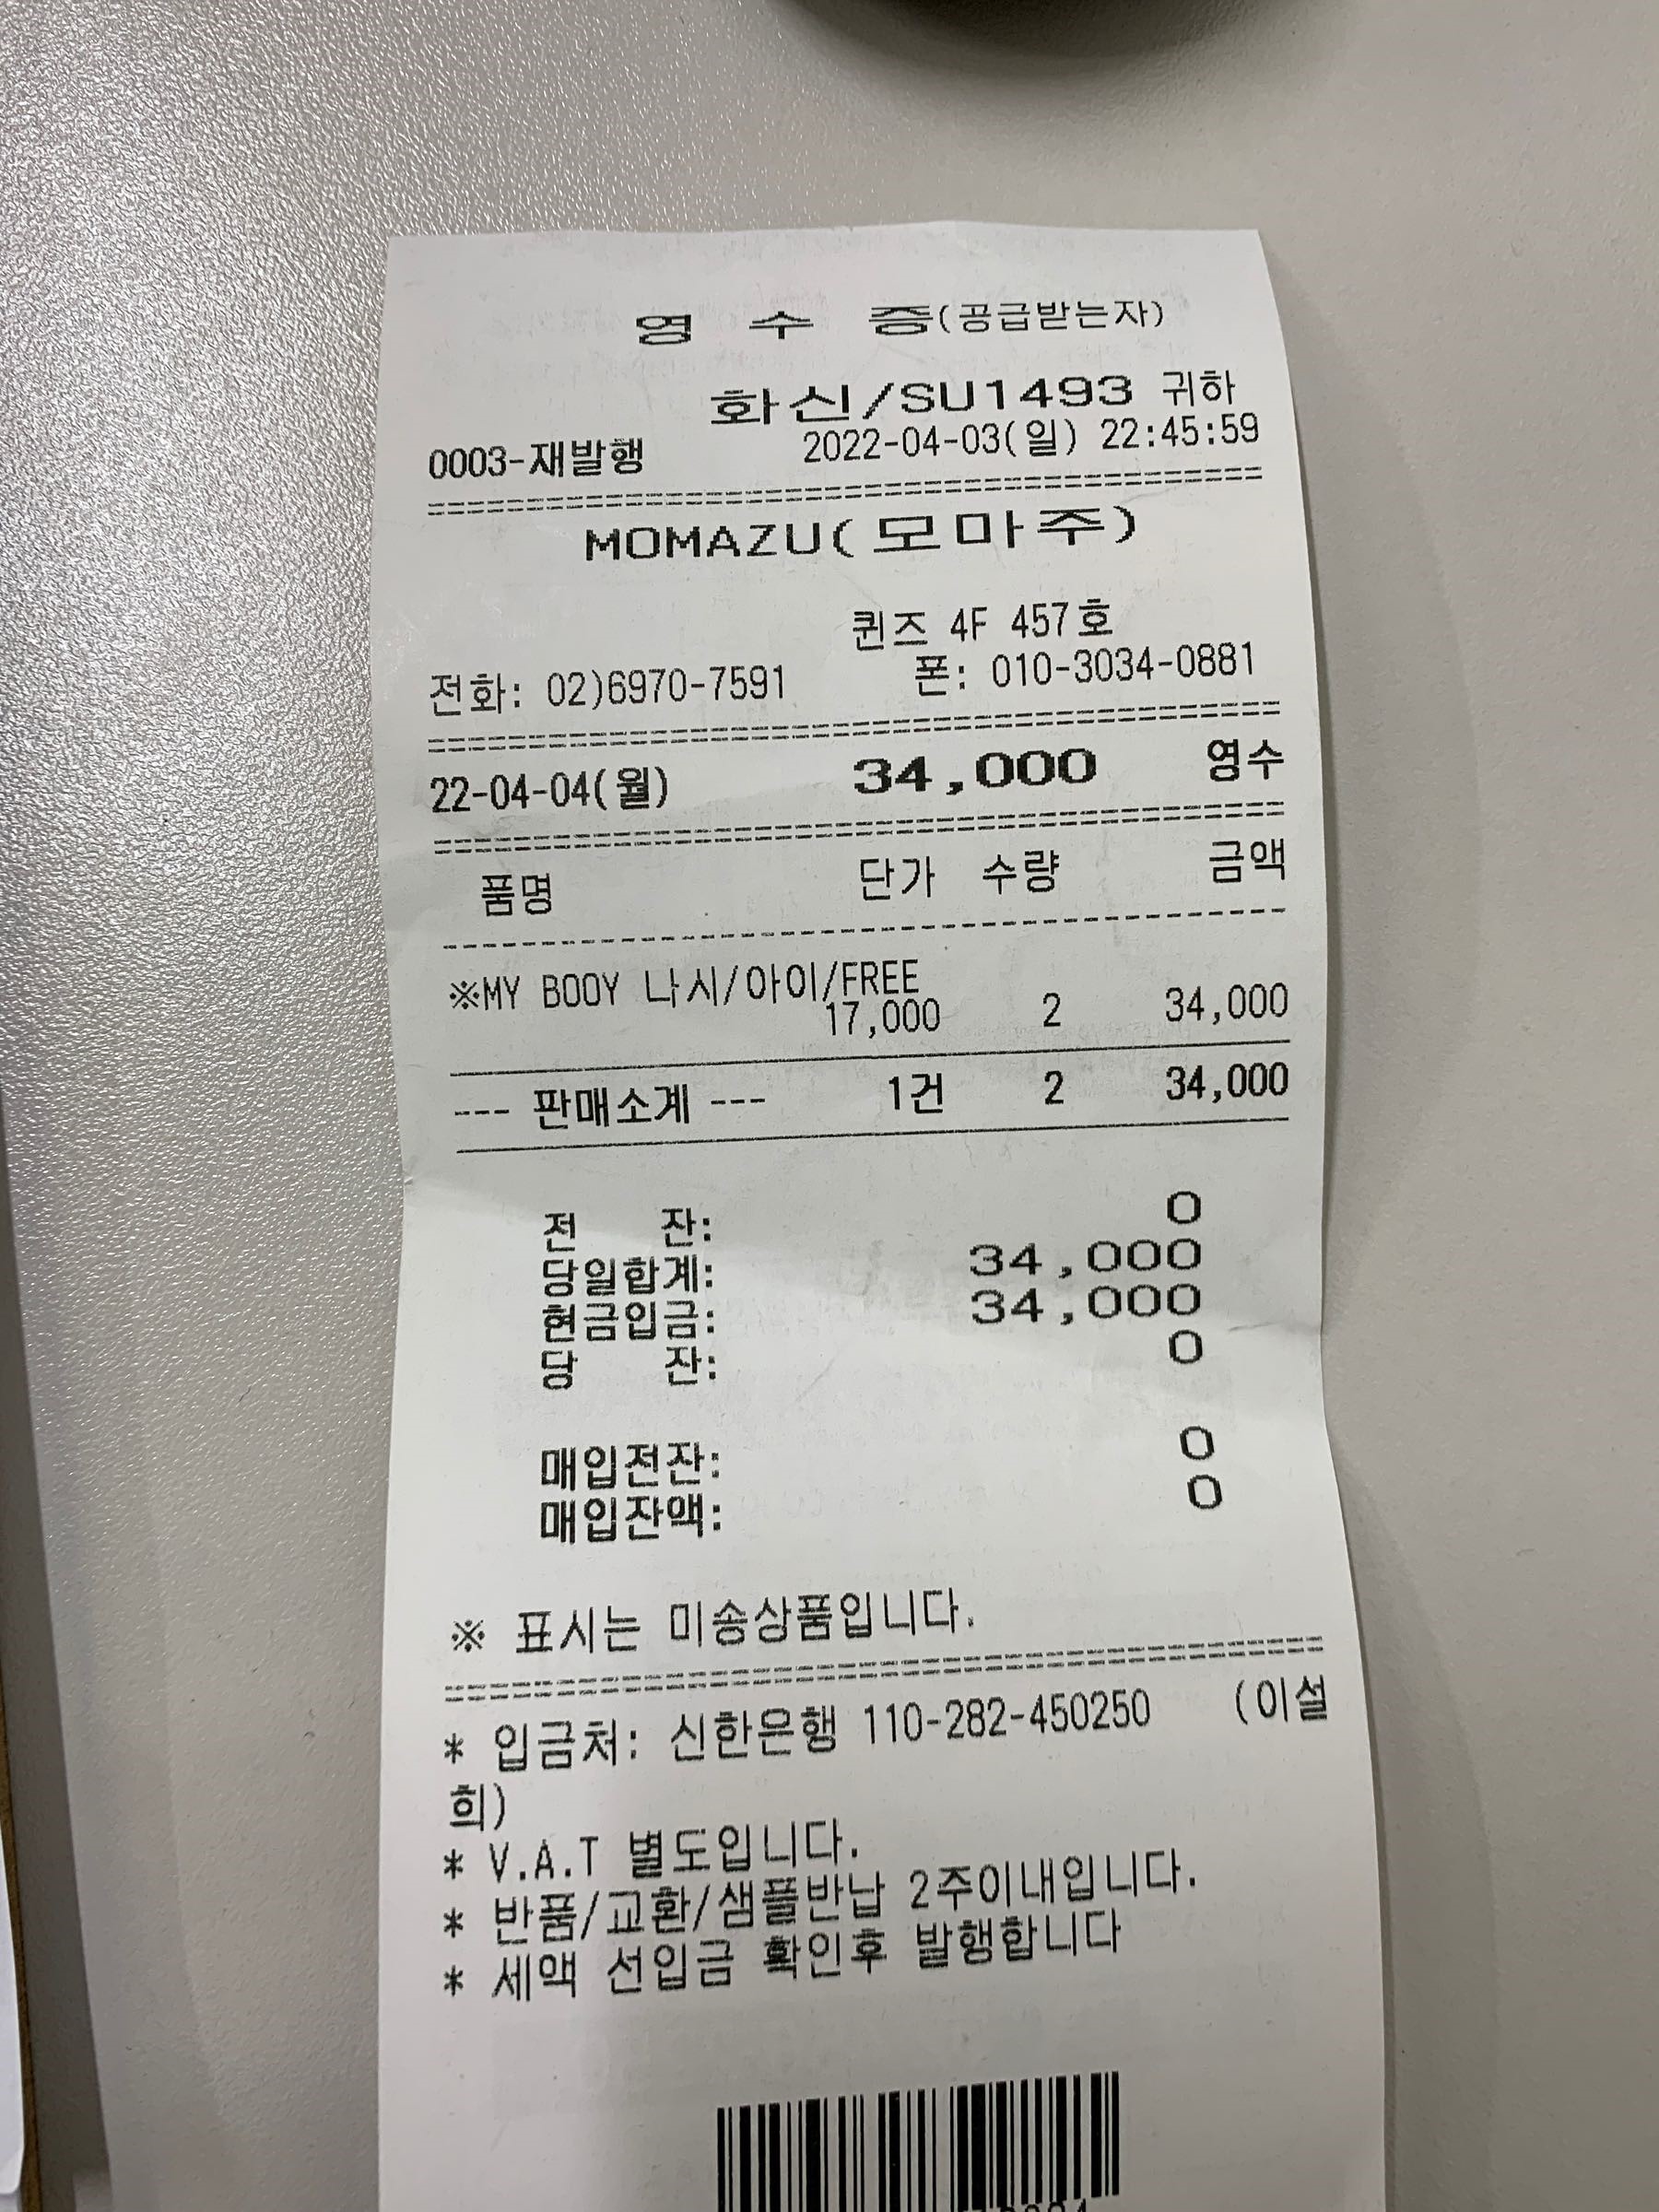 영 수 증(공급받는자)
화신/SU1493 귀하
0003-재발행 2022-04-03(일) 22:45:59
MOMAZU(모마주)
퀸즈 4F 457호
전화: 02)6970-7591 폰: 010-3034-0881
22-04-04(월) 34,000 영수
품명 단가 수량 금액
※MY BODY 나시/아이/FREE
17,000 2 34,000
--- 판매소계 --- 1건 2 34,000
전 잔: 0
당일합계: 34,000
현금입금: 34,000
당 잔: 0
매입전잔: 0
매입잔액: 0
※ 표시는 미송상품입니다.
* 입금처: 신한은행 110-282-450250 (이설
희)
* V.A.T 별도입니다.
* 반품/교환/샘플반납 2주이내입니다.
* 세액 선입금 확인후 발행합니다